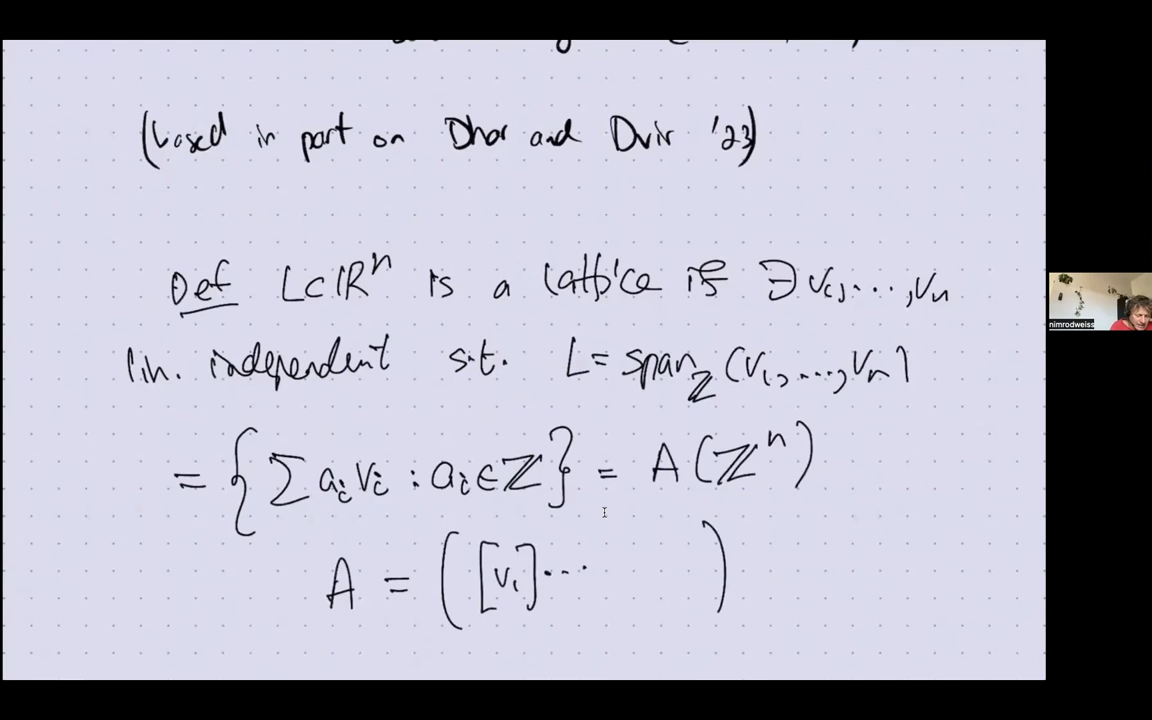 (based in part on Dhar and Dvir '23)
Def L⊂ℝⁿ is a lattice if ∃ v₁,...,vₙ
lin. independent s.t. L = span_ℤ (v₁,...,vₙ)
= { ∑ aᵢvᵢ : aᵢ∈ℤ } = A(ℤⁿ)
A = ( [v₁]... )
nimrodweiss